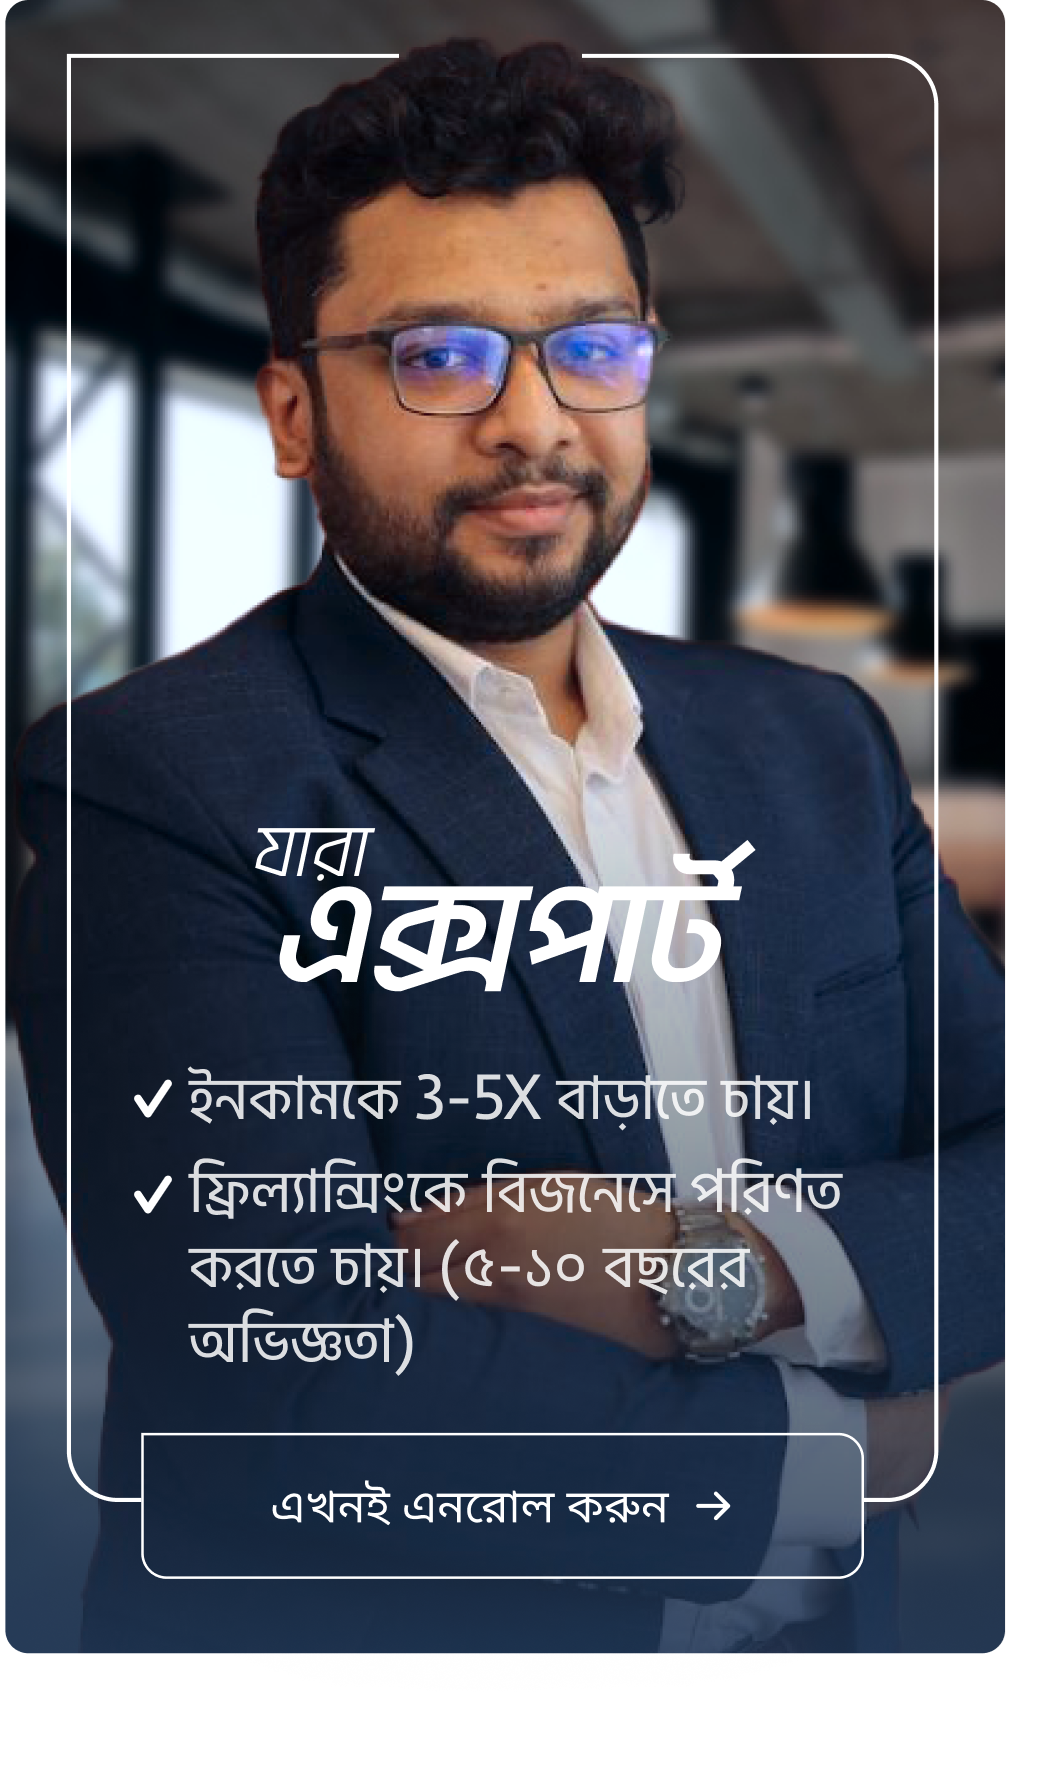 যারা
এক্সপার্ট
ইনকামকে 3-5X বাড়াতে চায়।
ফ্রিল্যান্সিংকে বিজনেসে পরিণত
করতে চায়। (৫-১০ বছরের
অভিজ্ঞতা)
এখনই এনরোল করুন →